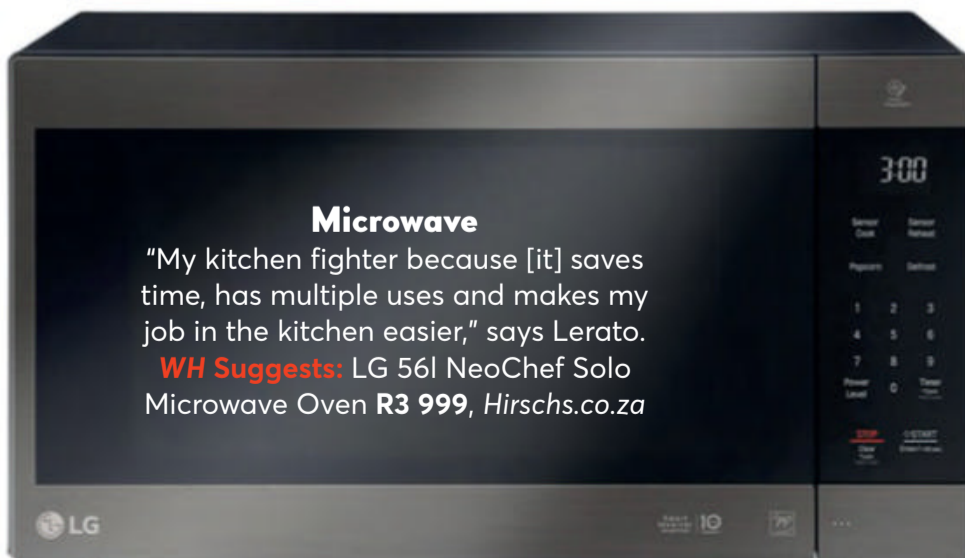 3:00
Microwave
"My kitchen fighter because [it] saves
time, has multiple uses and makes my
job in the kitchen easier," says Lerato.
WH Suggests: LG 56l NeoChef Solo
Microwave Oven R3 999, Hirschs.co.za
Sensor Cook Sensor Reheat
Popcorn Defrost
1 2 3
4 5 6
7 8 9
Power Level 0 Timer
STOP START
Clear
LG
Smart Inverter 10